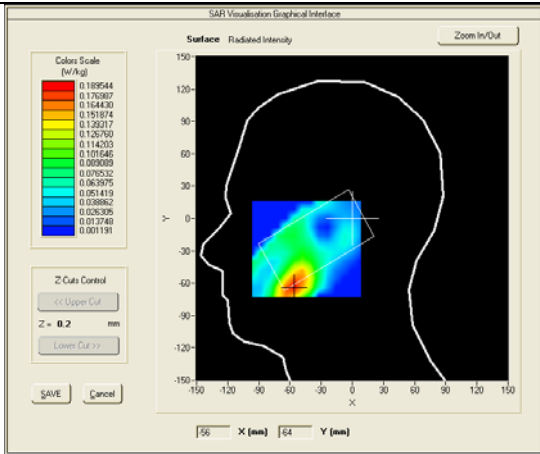 SAR Visualisation Graphical Interface
Surface Radiated Intensity
Zoom In/Out
Colors Scale
(W/kg)
0.189544
0.176987
0.164430
0.151874
0.139317
0.126760
0.114203
0.101646
0.089089
0.076532
0.063975
0.051419
0.038862
0.026305
0.013748
0.001191
Z Cuts Control
<< Upper Cut
Z = 0.2 mm
Lower Cut >>
SAVE Cancel
150-
120-
90-
60-
30-
0-
-30-
-60-
-90-
-120-
-150-
Y
-150 -120 -90 -60 -30 0 30 60 90 120 150
X
-56 X (mm) -64 Y (mm)